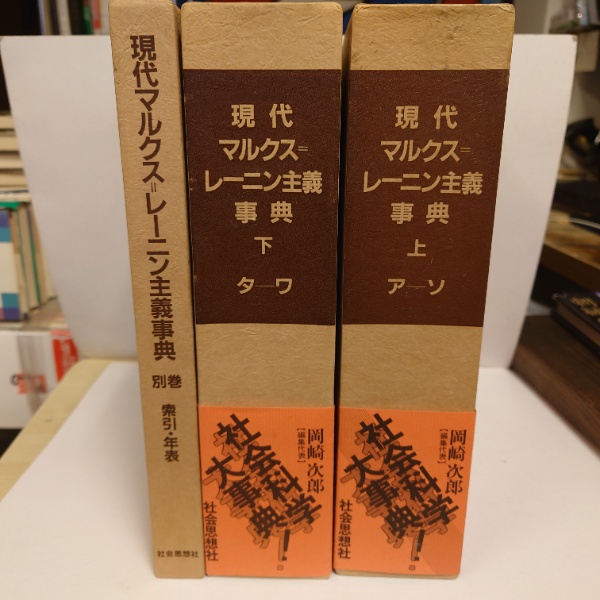 現代マルクス=レーニン主義事典
別巻
索引・年表
社会思想社
現代
マルクス=
レーニン主義
事典
下
ター-ワ
岡崎次郎
[編集代表]
社会科学
大事典!
社会思想社
現代
マルクス=
レーニン主義
事典
上
ア―ソ
岡崎次郎
[編集代表]
社会科学
大事典!
社会思想社